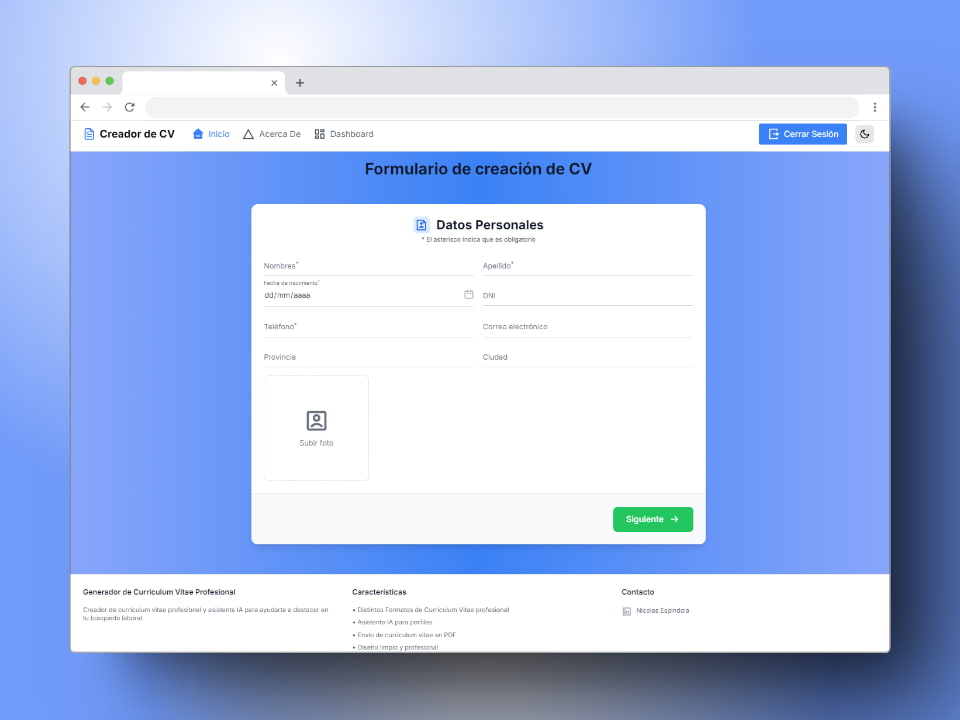 Creador de CV
Inicio
Acerca De
Dashboard
Cerrar Sesión
Formulario de creación de CV
Datos Personales
* El asterisco indica que es obligatorio
Nombres*
Apellido*
Fecha de nacimiento*
dd/mm/aaaa
DNI
Teléfono*
Correo electrónico
Provincia
Ciudad
Subir foto
Siguiente
Generador de Curriculum Vitae Profesional
Creador de curriculum vitae profesional y asistente IA para ayudarte a destacar en
tu busqueda laboral.
Características
• Distintos Formatos de Curriculum Vitae profesional
• Asistente IA para perfiles
• Envio de curriculum vitae en PDF
• Diseño limpio y profesional
Contacto
Nicolas Espindola